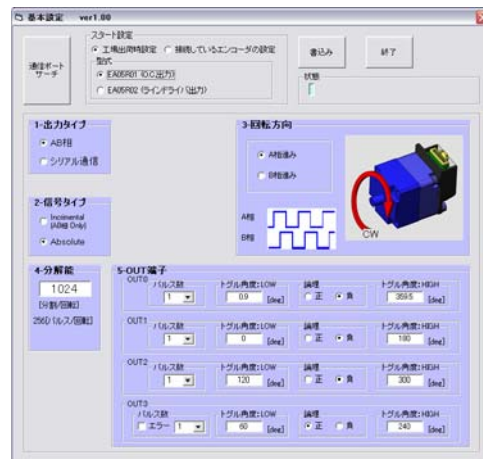 基本設定 ver1.00
通信ポート
サーチ
スタート設定
工場出荷時設定 接続しているエンコーダの設定
型式
EA05R01 (O.C出力)
EA05R02 (ラインドライバ出力)
書込み
終了
状態
1-出力タイプ
AB相
シリアル通信
2-信号タイプ
Incrimental
(AB相 Only)
Absolute
3-回転方向
A相進み
B相進み
A相
B相
CW
4-分解能
1024
[分割/回転]
256[パルス/回転]
5-OUT端子
OUT0
パルス数 トグル角度:LOW 論理 トグル角度:HIGH
1 0.9 [deg] 正 負 359.5 [deg]
OUT1
パルス数 トグル角度:LOW 論理 トグル角度:HIGH
1 0 [deg] 正 負 180 [deg]
OUT2
パルス数 トグル角度:LOW 論理 トグル角度:HIGH
1 120 [deg] 正 負 300 [deg]
OUT3
パルス数 トグル角度:LOW 論理 トグル角度:HIGH
エラー 1 60 [deg] 正 負 240 [deg]